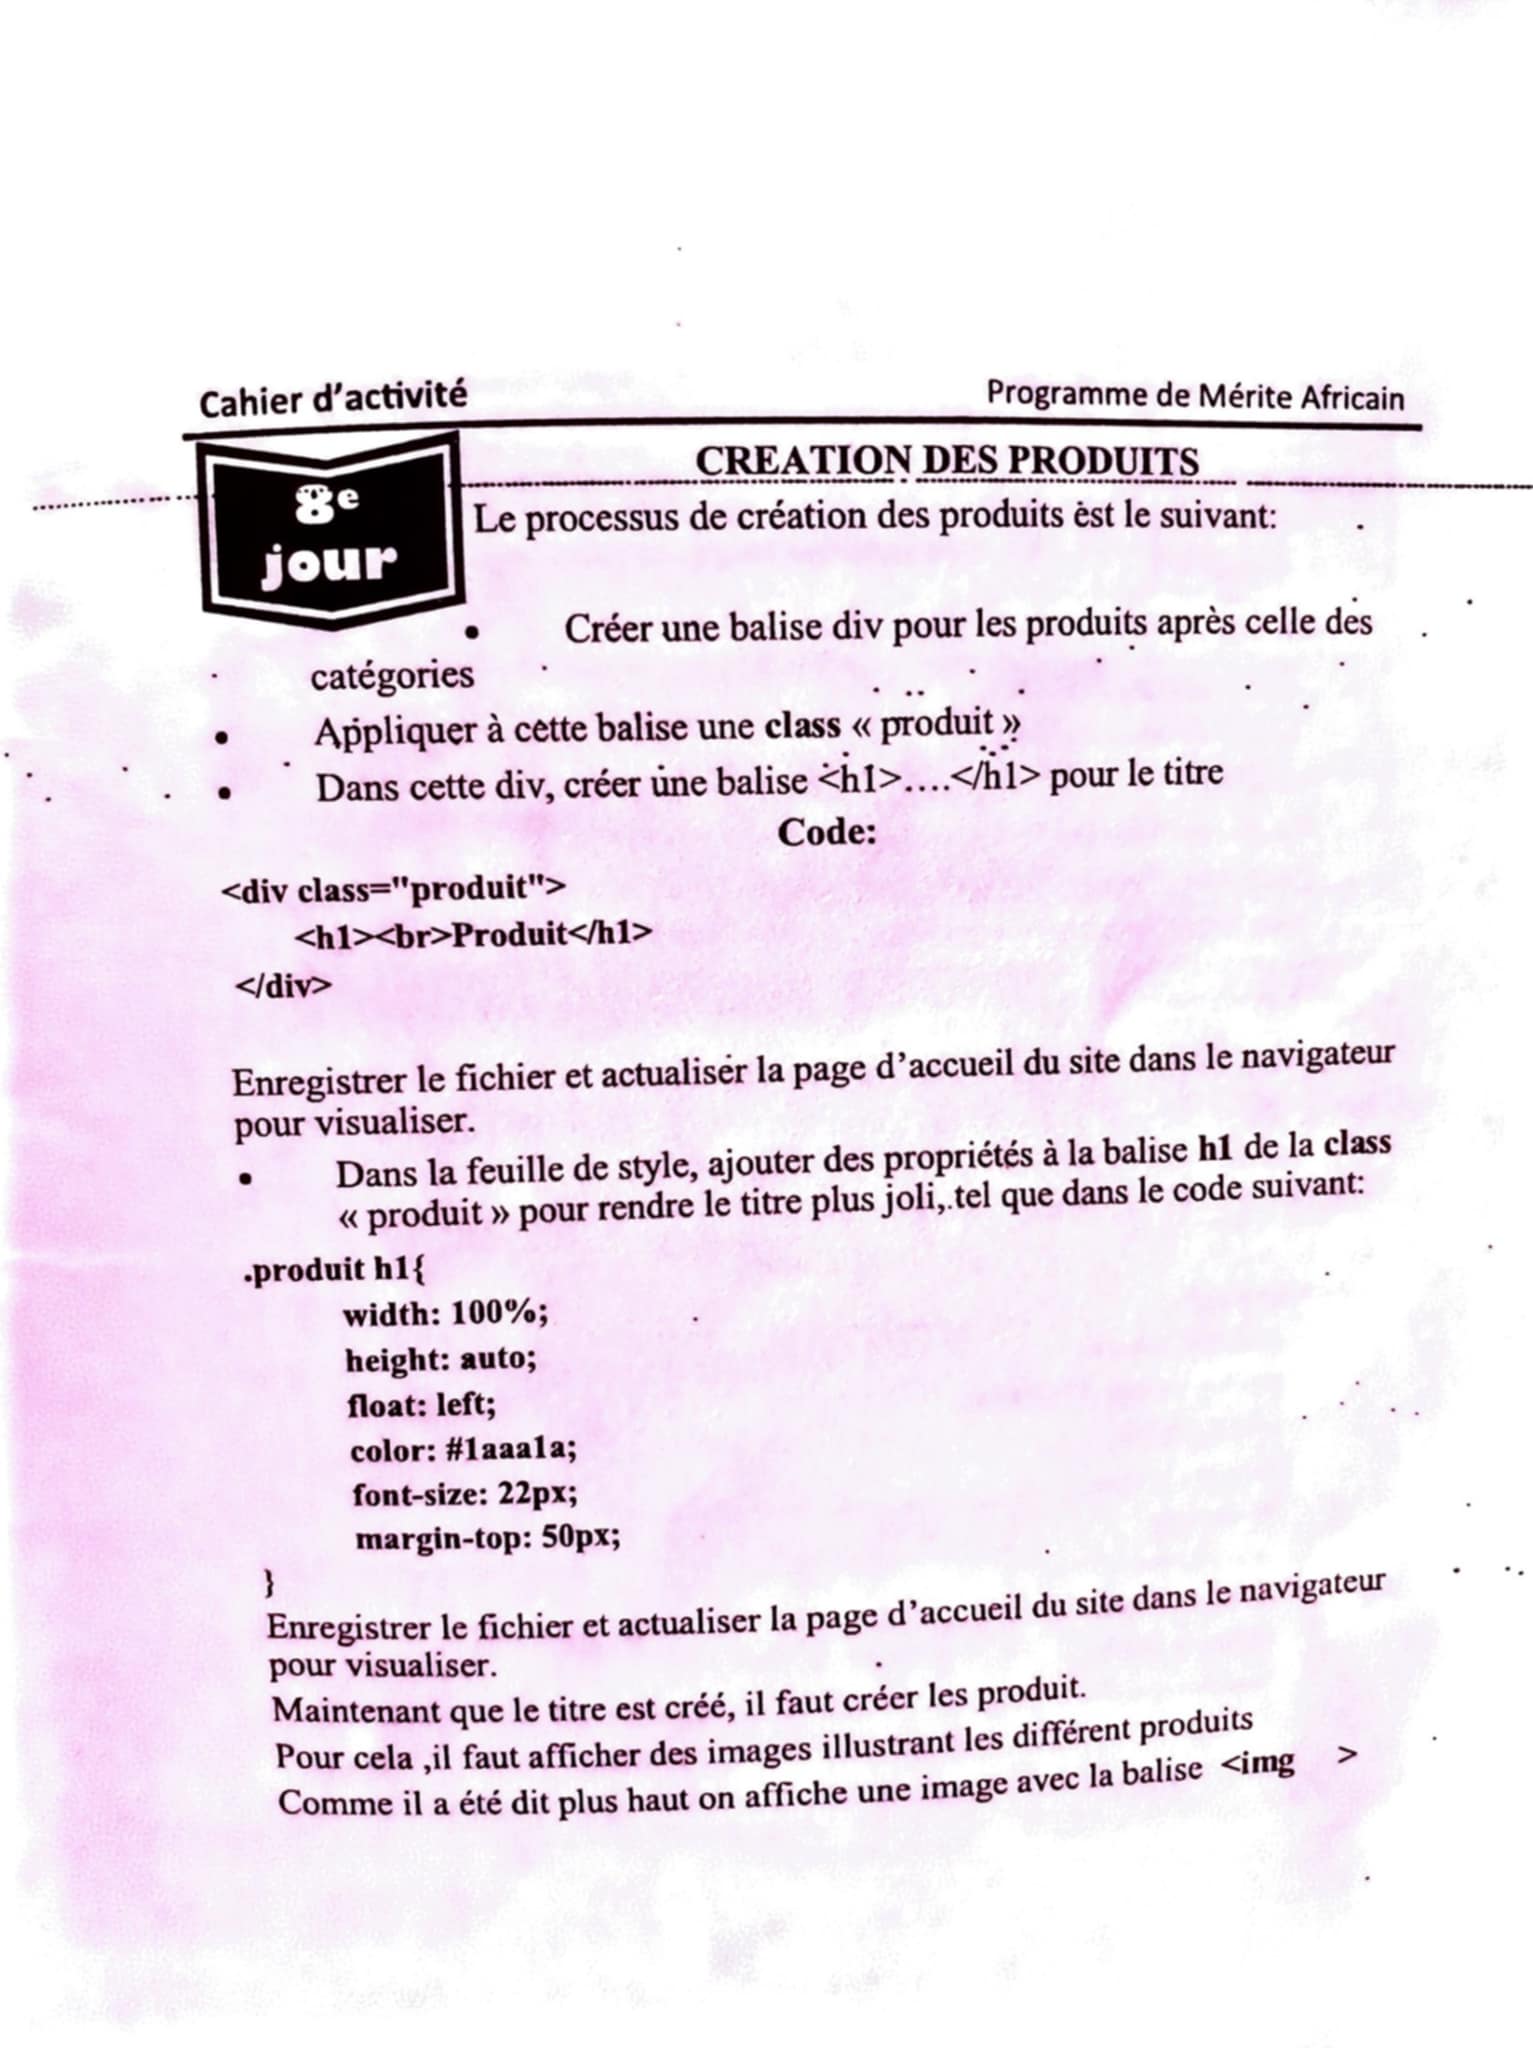 Cahier d'activité
Programme de Mérite Africain
8e
jour
CREATION DES PRODUITS
Le processus de création des produits est le suivant:
• Créer une balise div pour les produits après celle des
catégories
• Appliquer à cette balise une class « produit »
• Dans cette div, créer une balise <h1>....</h1> pour le titre
Code:
<div class="produit">
<h1><br>Produit</h1>
</div>
Enregistrer le fichier et actualiser la page d'accueil du site dans le navigateur
pour visualiser.
• Dans la feuille de style, ajouter des propriétés à la balise h1 de la class
« produit » pour rendre le titre plus joli, tel que dans le code suivant:
.produit h1{
width: 100%;
height: auto;
float: left;
color: #1aaa1a;
font-size: 22px;
margin-top: 50px;
}
Enregistrer le fichier et actualiser la page d'accueil du site dans le navigateur
pour visualiser.
Maintenant que le titre est créé, il faut créer les produit.
Pour cela ,il faut afficher des images illustrant les différent produits
Comme il a été dit plus haut on affiche une image avec la balise <img >